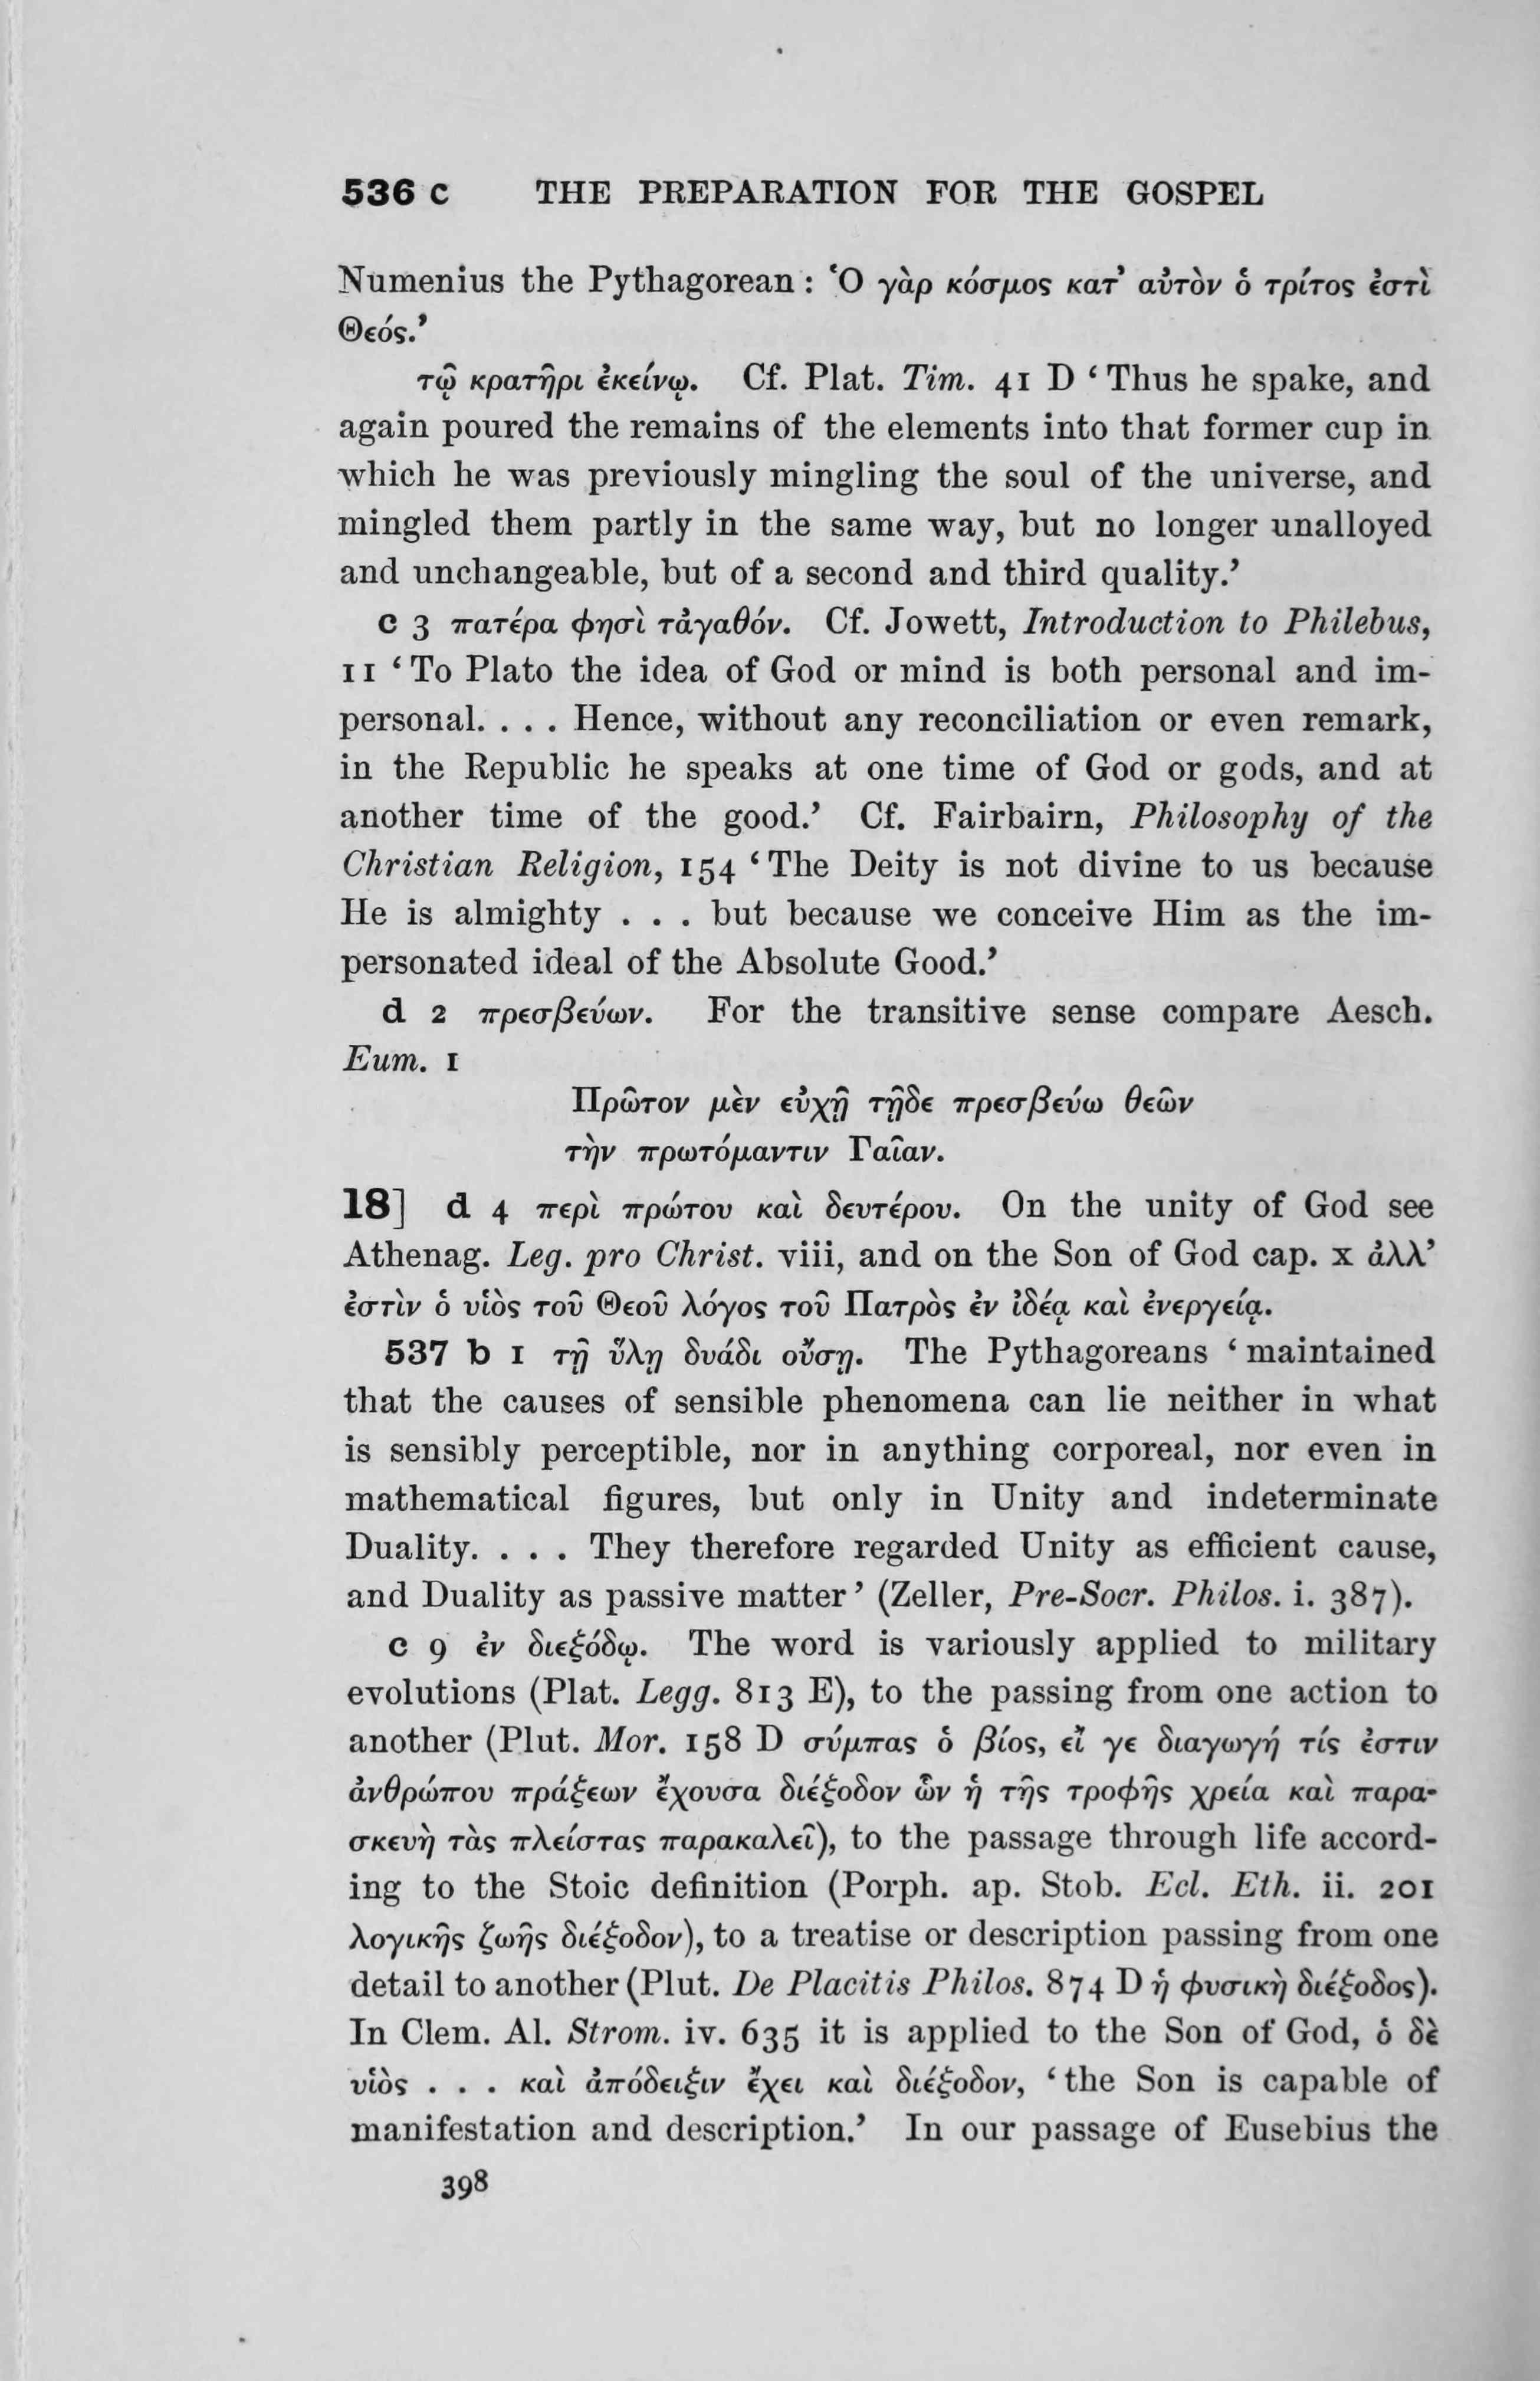 536 c THE PREPARATION FOR THE GOSPEL
Numenius the Pythagorean : ‘Ὁ γὰρ κόσμος κατ’ αὐτὸν ὁ τρίτος ἐστὶ
Θεός.’
τῷ κρατῆρι ἐκείνῳ. Cf. Plat. Tim. 41 D ‘Thus he spake, and
again poured the remains of the elements into that former cup in
which he was previously mingling the soul of the universe, and
mingled them partly in the same way, but no longer unalloyed
and unchangeable, but of a second and third quality.’
c 3 πατέρα φησὶ τἀγαθόν. Cf. Jowett, Introduction to Philebus,
11 ‘To Plato the idea of God or mind is both personal and im-
personal. . . . Hence, without any reconciliation or even remark,
in the Republic he speaks at one time of God or gods, and at
another time of the good.’ Cf. Fairbairn, Philosophy of the
Christian Religion, 154 ‘The Deity is not divine to us because
He is almighty . . . but because we conceive Him as the im-
personated ideal of the Absolute Good.’
d 2 πρεσβεύων. For the transitive sense compare Aesch.
Eum. 1
Πρῶτον μὲν εὐχῇ τῇδε πρεσβεύω θεῶν
τὴν πρωτόμαντιν Γαῖαν.
18] d 4 περὶ πρώτου καὶ δευτέρου. On the unity of God see
Athenag. Leg. pro Christ. viii, and on the Son of God cap. x ἀλλ’
ἐστὶν ὁ υἱὸς τοῦ Θεοῦ λόγος τοῦ Πατρὸς ἐν ἰδέᾳ καὶ ἐνεργείᾳ.
537 b 1 τῇ ὕλῃ δυάδι οὔσῃ. The Pythagoreans ‘maintained
that the causes of sensible phenomena can lie neither in what
is sensibly perceptible, nor in anything corporeal, nor even in
mathematical figures, but only in Unity and indeterminate
Duality. . . . They therefore regarded Unity as efficient cause,
and Duality as passive matter’ (Zeller, Pre-Socr. Philos. i. 387).
c 9 ἐν διεξόδῳ. The word is variously applied to military
evolutions (Plat. Legg. 813 E), to the passing from one action to
another (Plut. Mor. 158 D σύμπας ὁ βίος, εἴ γε διαγωγή τίς ἐστιν
ἀνθρώπου πράξεων ἔχουσα διέξοδον ὧν ἡ τῆς τροφῆς χρεία καὶ παρα-
σκευὴ τὰς πλείστας παρακαλεῖ), to the passage through life accord-
ing to the Stoic definition (Porph. ap. Stob. Ecl. Eth. ii. 201
λογικῆς ζωῆς διέξοδον), to a treatise or description passing from one
detail to another (Plut. De Placitis Philos. 874 D ἡ φυσικὴ διέξοδος).
In Clem. Al. Strom. iv. 635 it is applied to the Son of God, ὁ δὲ
υἱὸς . . . καὶ ἀπόδειξιν ἔχει καὶ διέξοδον, ‘the Son is capable of
manifestation and description.’ In our passage of Eusebius the
398